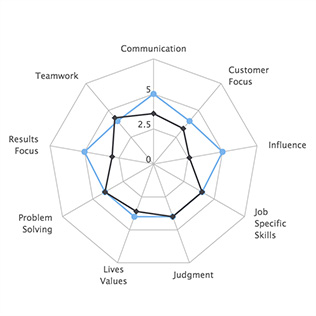 Communication
Teamwork
Customer
Focus
5
2.5
Results
Focus
Influence
0
Problem
Solving
Job
Specific
Skills
Lives
Values
Judgment